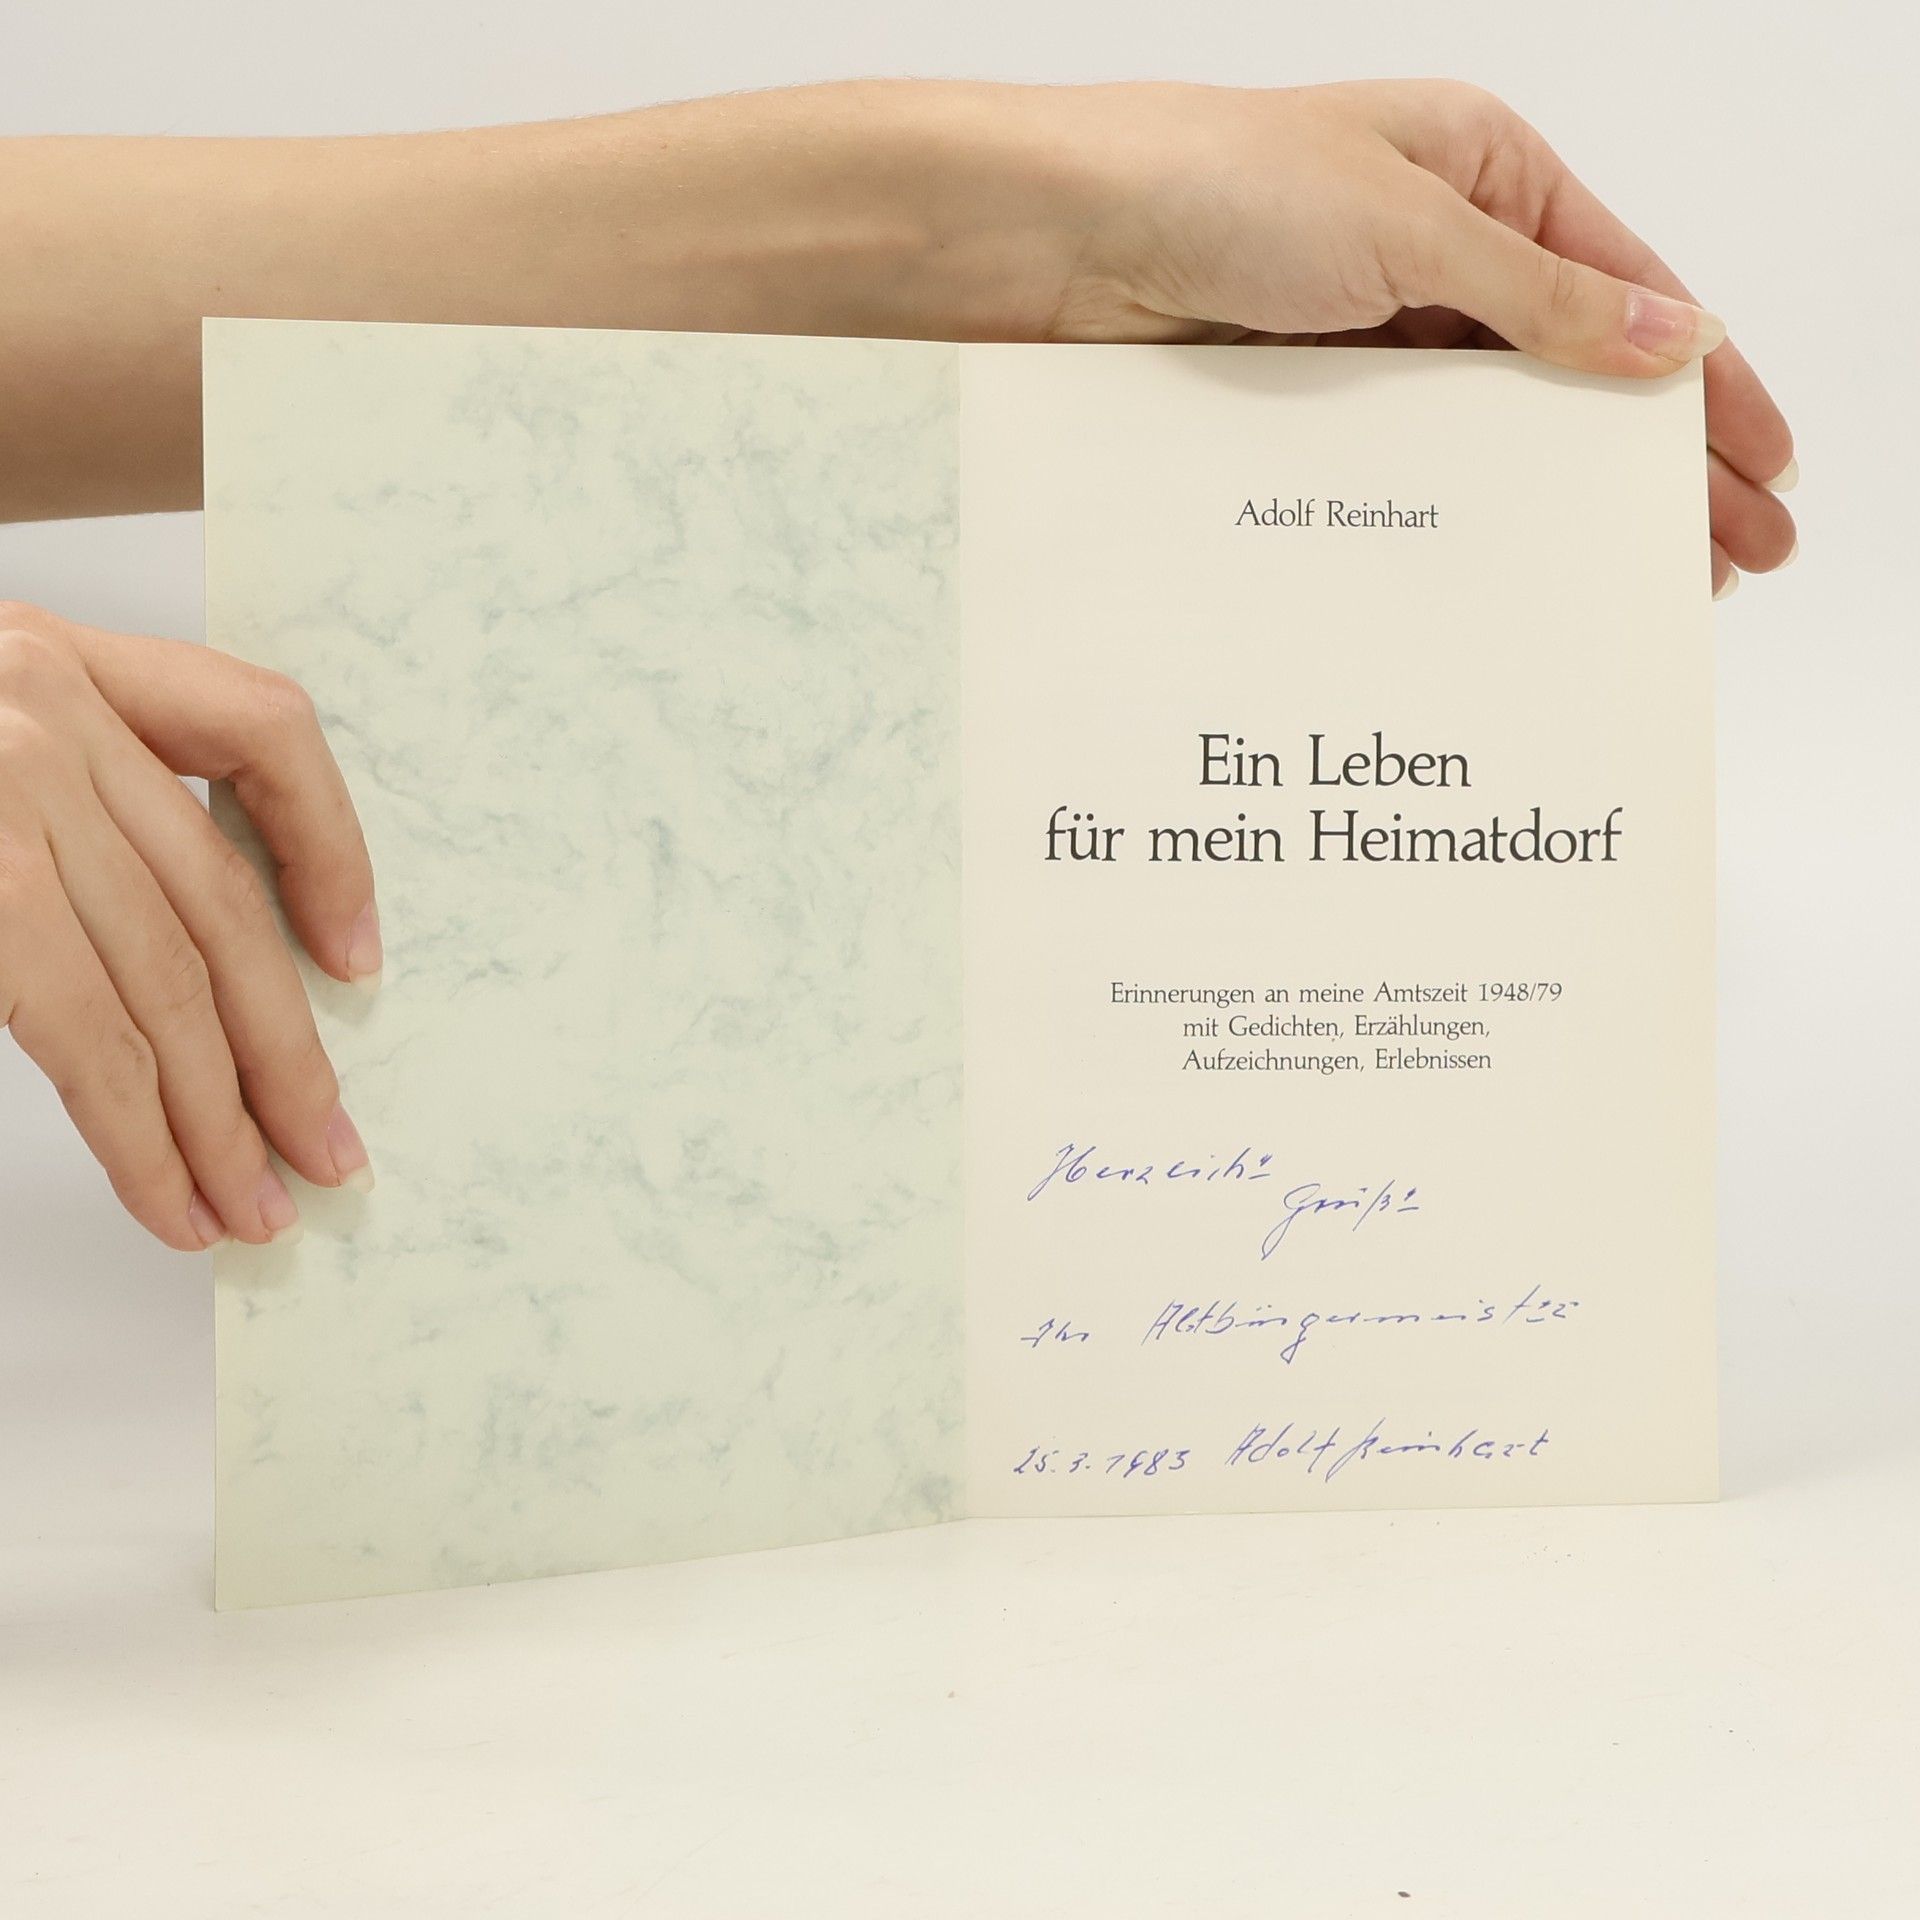 Adolf Reinhart
Ein Leben
für mein Heimatdorf
Erinnerungen an meine Amtszeit 1948/79
mit Gedichten, Erzählungen,
Aufzeichnungen, Erlebnissen
Herzliche
Grüße
Ihr Altbürgermeister
25.3.1983 Adolf Reinhart